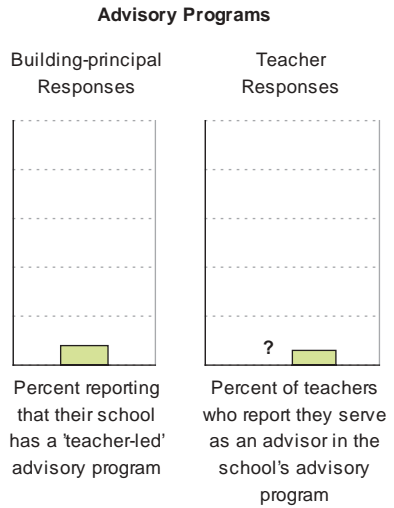 Advisory Programs
Building-principal
Responses
Teacher
Responses
?
Percent reporting
that their school
has a 'teacher-led'
advisory program
Percent of teachers
who report they serve
as an advisor in the
school's advisory
program